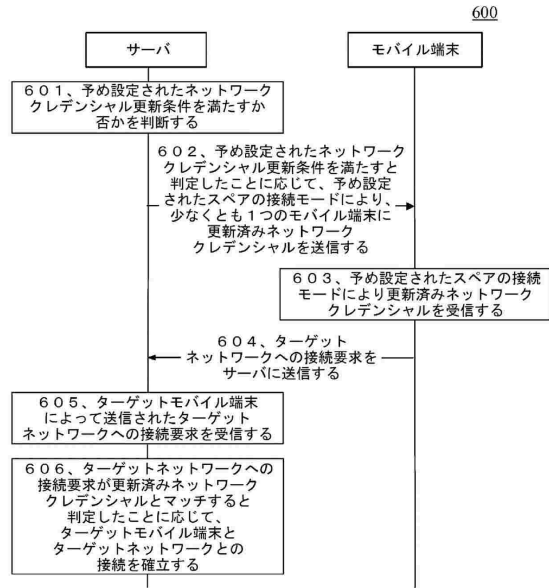 600
サーバ
モバイル端末
601、予め設定されたネットワーク
クレデンシャル更新条件を満たすか
否かを判断する
602、予め設定されたネットワーク
クレデンシャル更新条件を満たすと
判定したことに応じて、予め設定
されたスペアの接続モードにより、
少なくとも1つのモバイル端末に
更新済みネットワーク
クレデンシャルを送信する
603、予め設定されたスペアの接続
モードにより更新済みネットワーク
クレデンシャルを受信する
604、ターゲット
ネットワークへの接続要求を
サーバに送信する
605、ターゲットモバイル端末
によって送信されたターゲット
ネットワークへの接続要求を受信する
606、ターゲットネットワークへの
接続要求が更新済みネットワーク
クレデンシャルとマッチすると
判定したことに応じて、
ターゲットモバイル端末と
ターゲットネットワークとの
接続を確立する